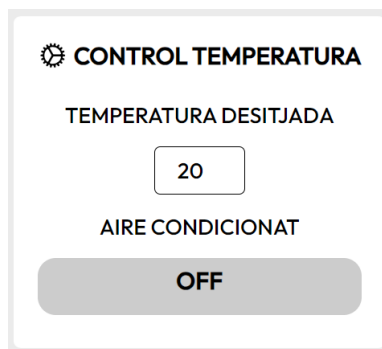 CONTROL TEMPERATURA
TEMPERATURA DESITJADA
20
AIRE CONDICIONAT
OFF